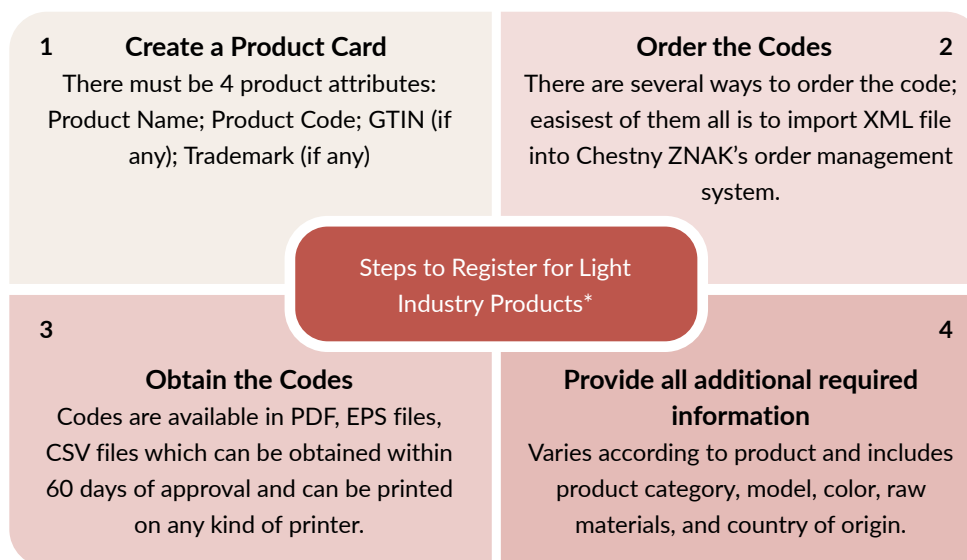 1
Create a Product Card
There must be 4 product attributes:
Product Name; Product Code; GTIN (if
any); Trademark (if any)
Order the Codes
2
There are several ways to order the code;
easisest of them all is to import XML file
into Chestny ZNAK's order management
system.
Steps to Register for Light
Industry Products*
3
Obtain the Codes
Codes are available in PDF, EPS files,
CSV files which can be obtained within
60 days of approval and can be printed
on any kind of printer.
4
Provide all additional required
information
Varies according to product and includes
product category, model, color, raw
materials, and country of origin.